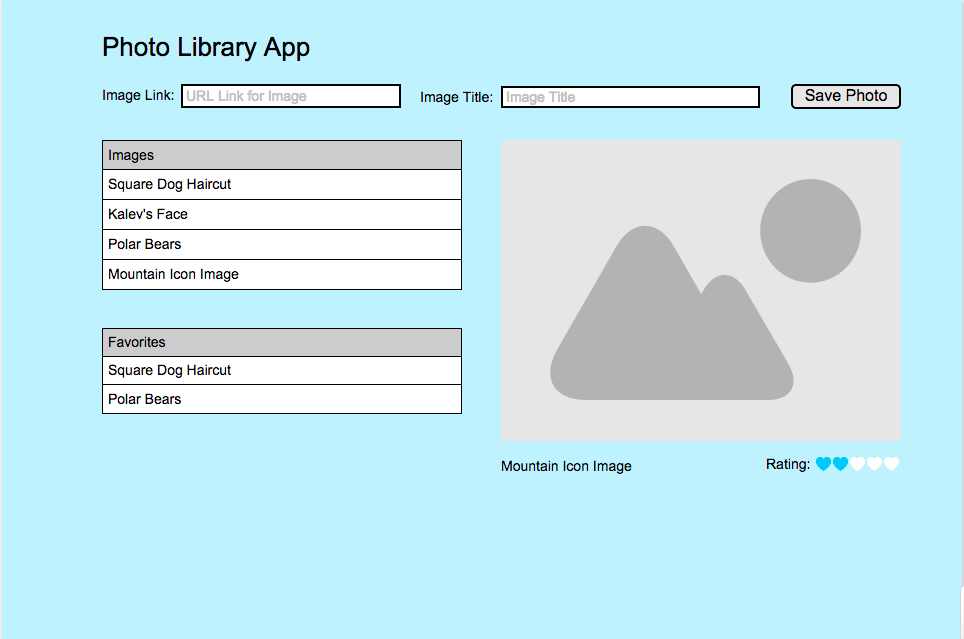 Photo Library App
Image Link: URL Link for Image Image Title: Image Title Save Photo
Images
Square Dog Haircut
Kalev's Face
Polar Bears
Mountain Icon Image
Favorites
Square Dog Haircut
Polar Bears
Mountain Icon Image Rating: